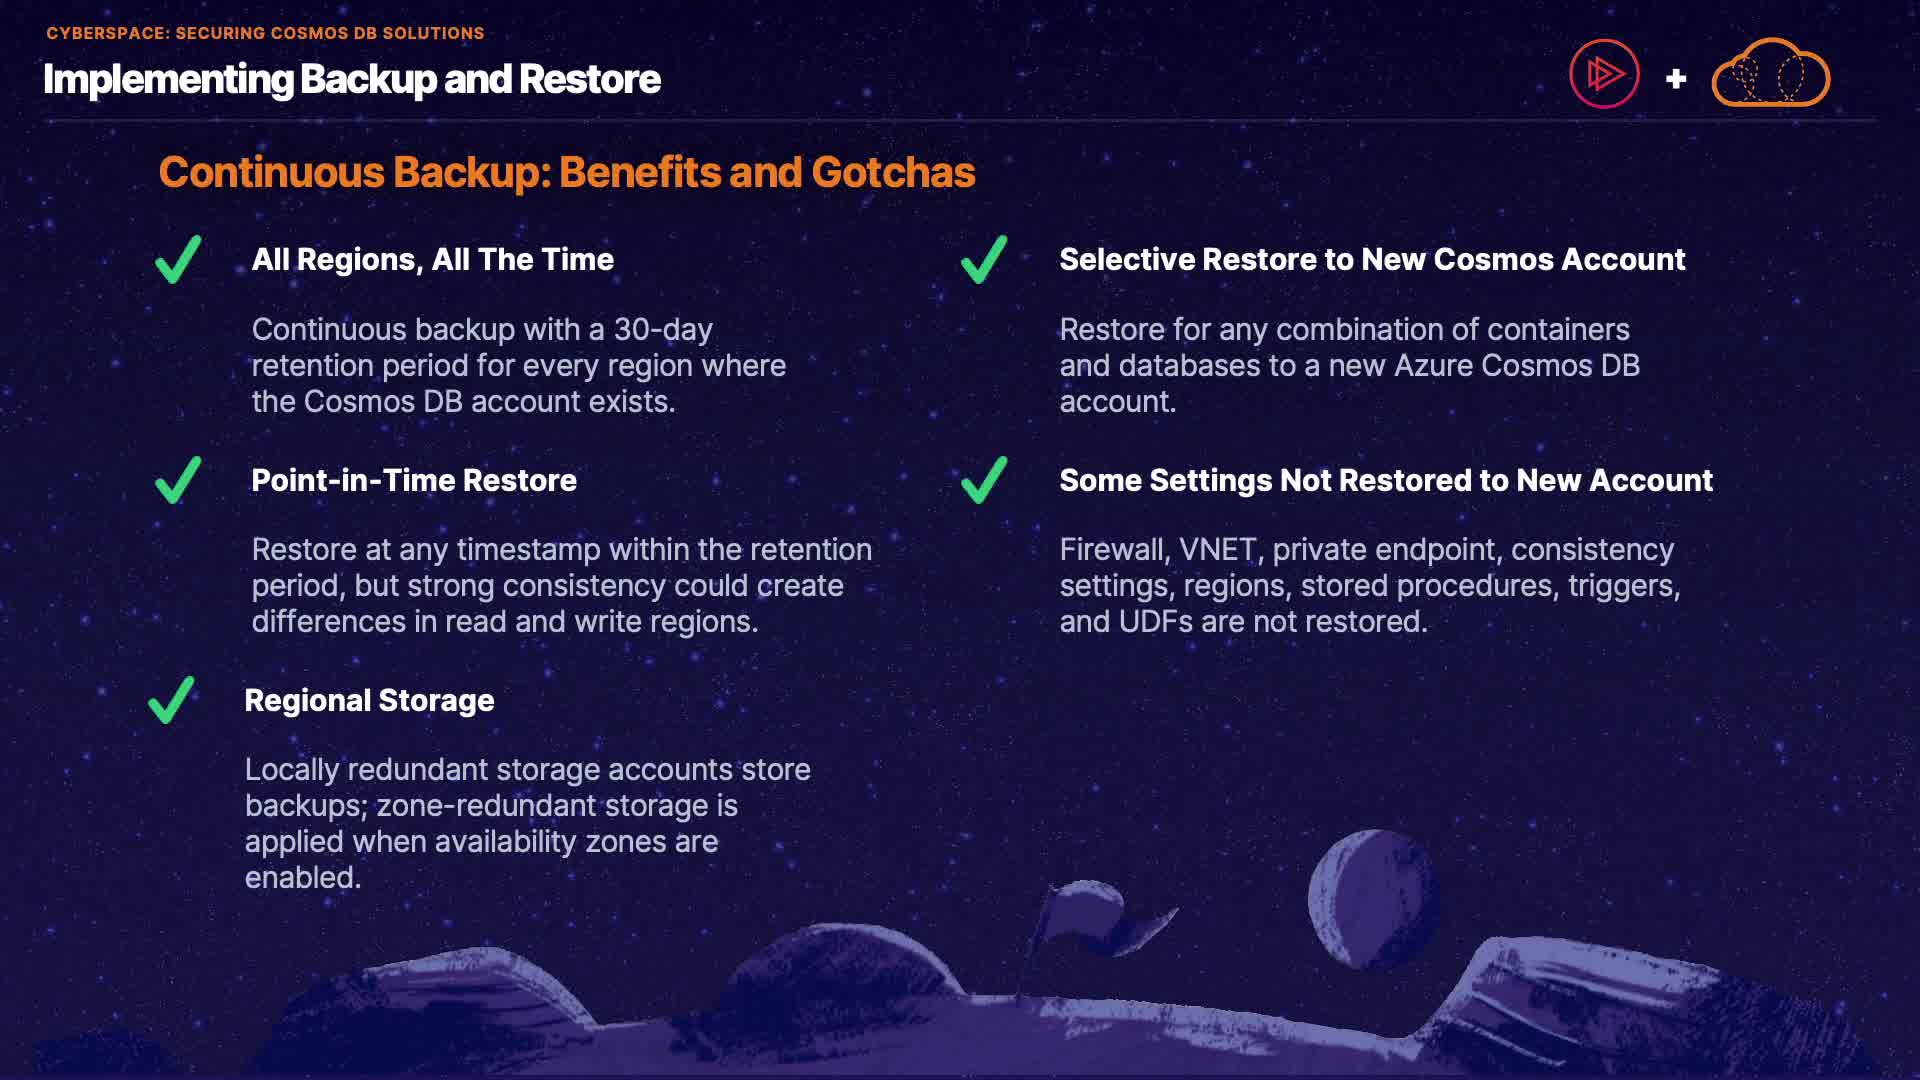 CYBERSPACE: SECURING COSMOS DB SOLUTIONS
Implementing Backup and Restore
+
Continuous Backup: Benefits and Gotchas
All Regions, All The Time
Continuous backup with a 30-day
retention period for every region where
the Cosmos DB account exists.
Point-in-Time Restore
Restore at any timestamp within the retention
period, but strong consistency could create
differences in read and write regions.
Regional Storage
Locally redundant storage accounts store
backups; zone-redundant storage is
applied when availability zones are
enabled.
Selective Restore to New Cosmos Account
Restore for any combination of containers
and databases to a new Azure Cosmos DB
account.
Some Settings Not Restored to New Account
Firewall, VNET, private endpoint, consistency
settings, regions, stored procedures, triggers,
and UDFs are not restored.